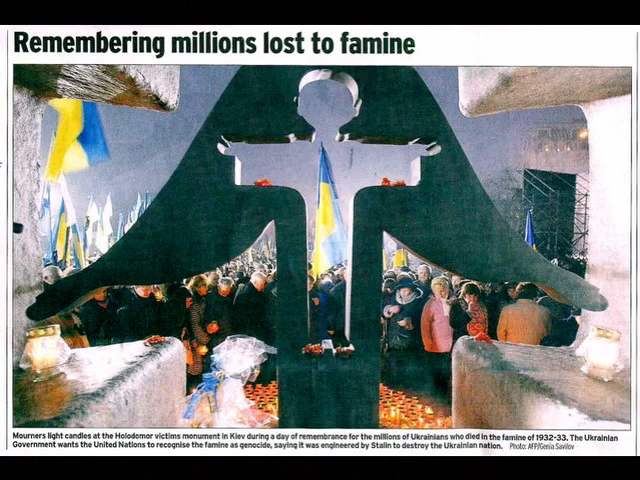 Remembering millions lost to famine
Mourners light candles at the Holodomor victims monument in Kiev during a day of remembrance for the millions of Ukrainians who died in the famine of 1932-33. The Ukrainian
Government wants the United Nations to recognise the famine as genocide, saying it was engineered by Stalin to destroy the Ukrainian nation. Photo: AFP/Genia Savilov